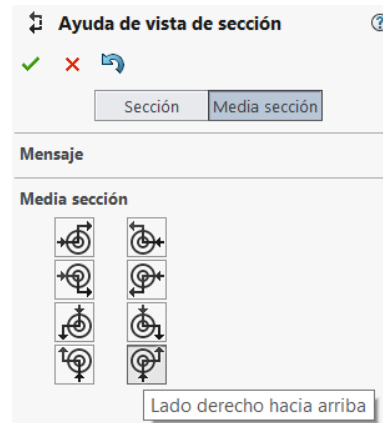 Ayuda de vista de sección
?
Sección Media sección
Mensaje
Media sección
Lado derecho hacia arriba